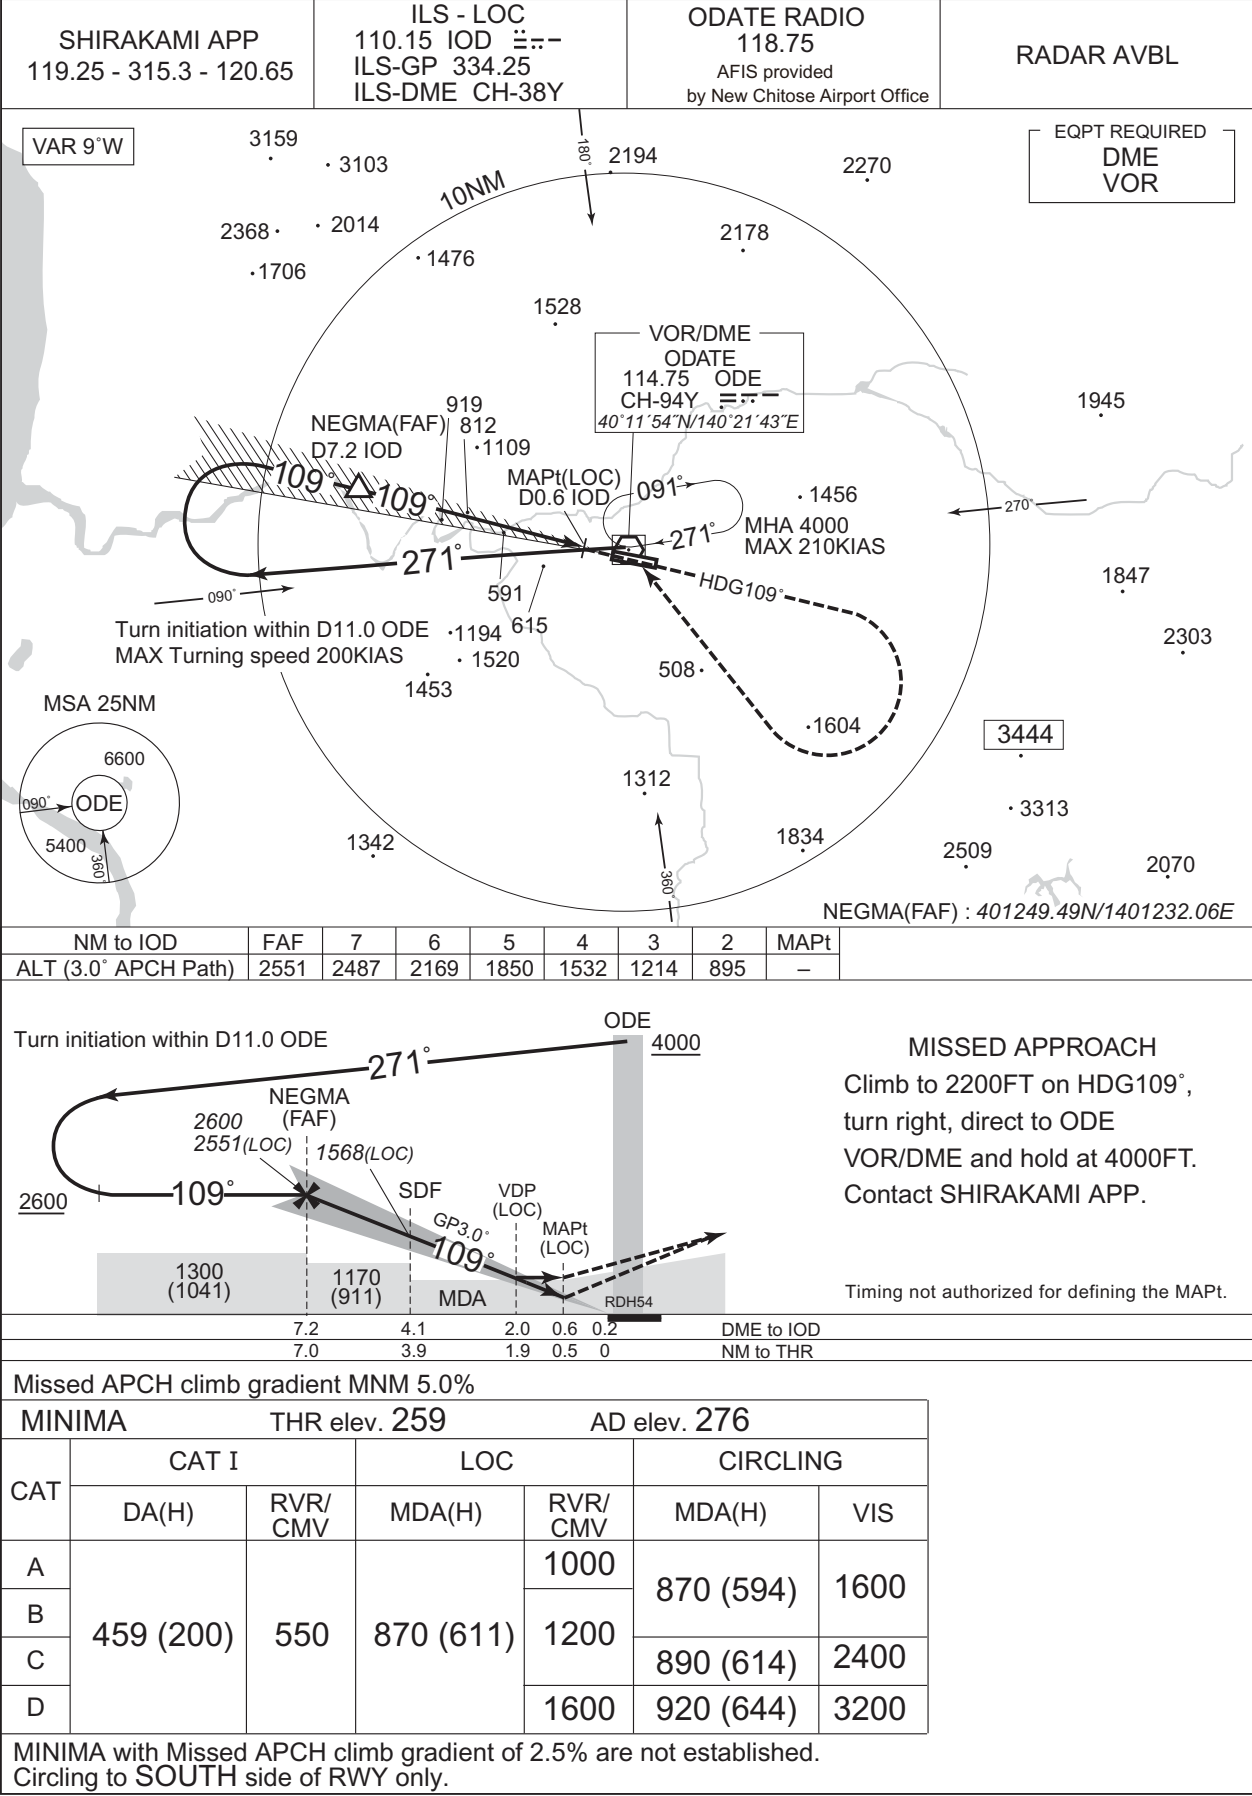 SHIRAKAMI APP
119.25 - 315.3 - 120.65
ILS - LOC
110.15 IOD
ILS-GP 334.25
ILS-DME CH-38Y
ODATE RADIO
118.75
AFIS provided
by New Chitose Airport Office
RADAR AVBL
VAR 9˚W
EQPT REQUIRED
DME
VOR
3159
3103
2368
2014
1706
1476
10NM
180˚
2194
2270
2178
1528
VOR/DME
ODATE
114.75 ODE
CH-94Y
40˚11´54˝N/140˚21´43˝E
1945
NEGMA(FAF)
D7.2 IOD
919
812
1109
MAPt(LOC)
D0.6 IOD
109˚
109˚
091˚
271˚
1456
MHA 4000
MAX 210KIAS
270˚
271˚
HDG109˚
090˚
591
615
1847
2303
Turn initiation within D11.0 ODE
MAX Turning speed 200KIAS
1194
1520
1453
508
1604
MSA 25NM
6600
090˚
ODE
5400
360˚
3444
3313
1312
1342
1834
2509
2070
360˚
NEGMA(FAF) : 401249.49N/1401232.06E
NM to IOD FAF 7 6 5 4 3 2 MAPt
ALT (3.0˚ APCH Path) 2551 2487 2169 1850 1532 1214 895 –
Turn initiation within D11.0 ODE
ODE
4000
271˚
NEGMA
(FAF)
2600
2551(LOC)
1568(LOC)
2600
109˚
SDF
GP3.0˚
109˚
VDP
(LOC)
MAPt
(LOC)
1300
(1041)
1170
(911)
MDA
RDH54
7.2 4.1 2.0 0.6 0.2 DME to IOD
7.0 3.9 1.9 0.5 0 NM to THR
MISSED APPROACH
Climb to 2200FT on HDG109˚,
turn right, direct to ODE
VOR/DME and hold at 4000FT.
Contact SHIRAKAMI APP.
Timing not authorized for defining the MAPt.
Missed APCH climb gradient MNM 5.0%
MINIMA THR elev. 259 AD elev. 276
CAT CAT I LOC CIRCLING
DA(H) RVR/CMV MDA(H) RVR/CMV MDA(H) VIS
A 1000
B 870 (594) 1600
459 (200) 550 870 (611) 1200
C 890 (614) 2400
D 1600 920 (644) 3200
MINIMA with Missed APCH climb gradient of 2.5% are not established.
Circling to SOUTH side of RWY only.